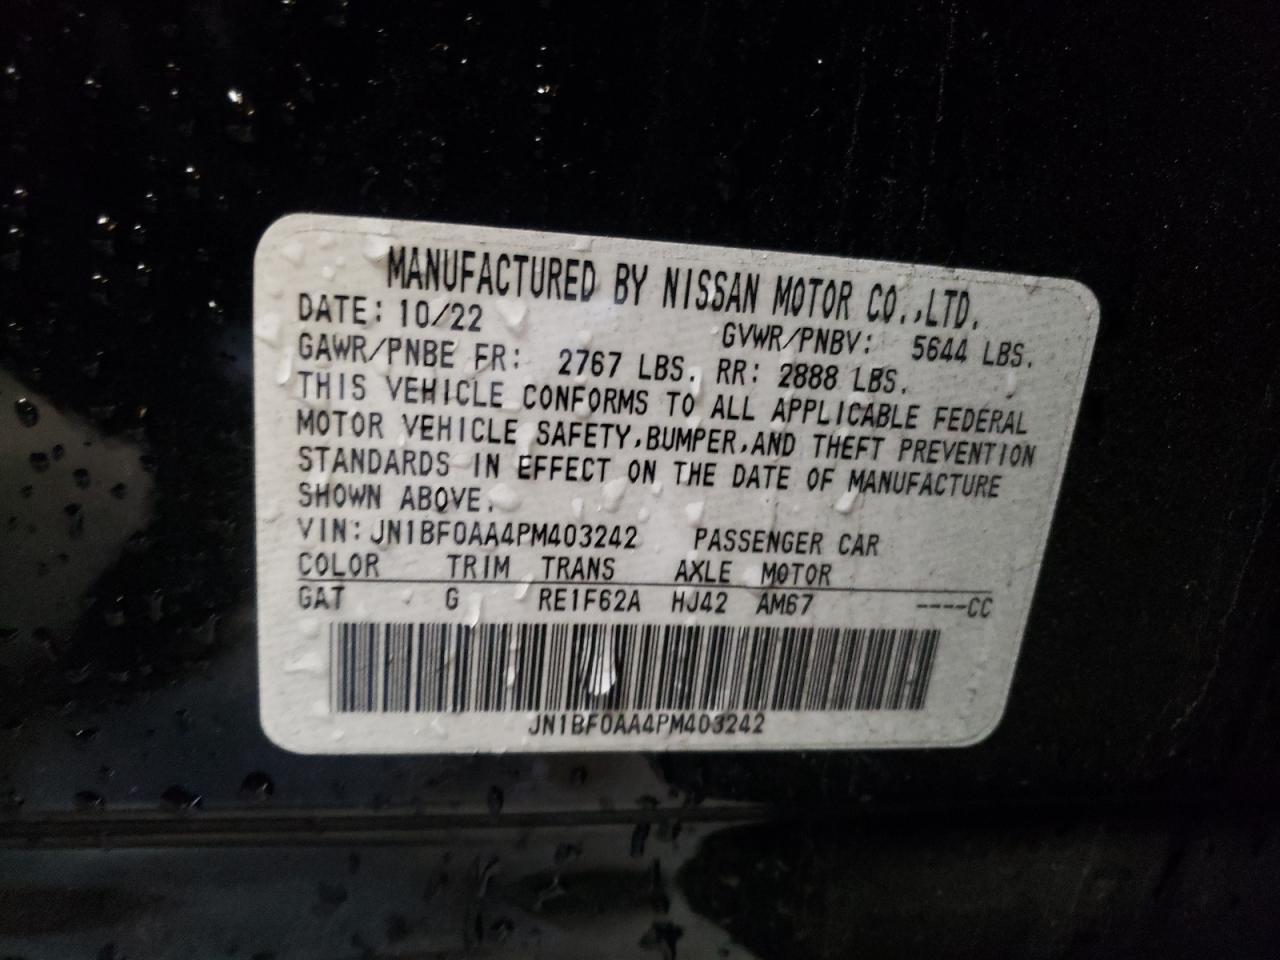 MANUFACTURED BY NISSAN MOTOR CO.,LTD.
DATE: 10/22 GVWR/PNBV: 5644 LBS.
GAWR/PNBE FR: 2767 LBS. RR: 2888 LBS.
THIS VEHICLE CONFORMS TO ALL APPLICABLE FEDERAL
MOTOR VEHICLE SAFETY,BUMPER,AND THEFT PREVENTION
STANDARDS IN EFFECT ON THE DATE OF MANUFACTURE
SHOWN ABOVE.
VIN: JN1BF0AA4PM403242 PASSENGER CAR
COLOR TRIM TRANS AXLE MOTOR
GAT G RE1F62A HJ42 AM67 ----CC
JN1BF0AA4PM403242